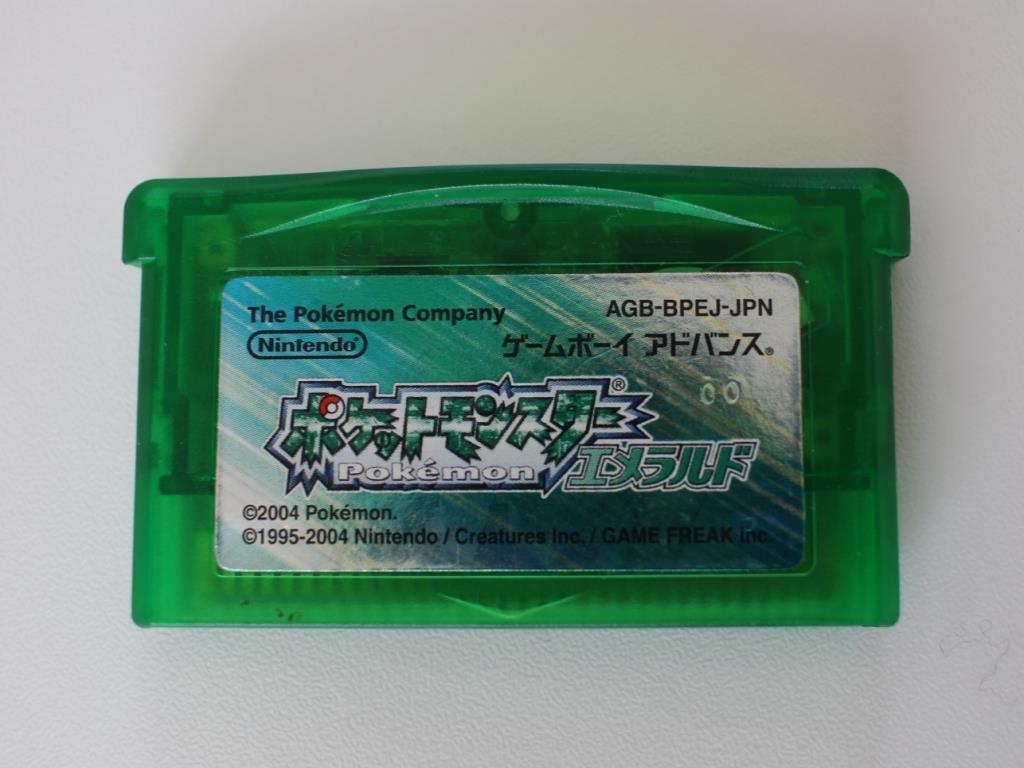 The Pokémon Company
AGB-BPEJ-JPN
Nintendo®
ゲームボーイ アドバンス®
00
ポケットモンスター®
Pokémon
エメラルド
©2004 Pokémon.
©1995-2004 Nintendo / Creatures Inc. / GAME FREAK inc.